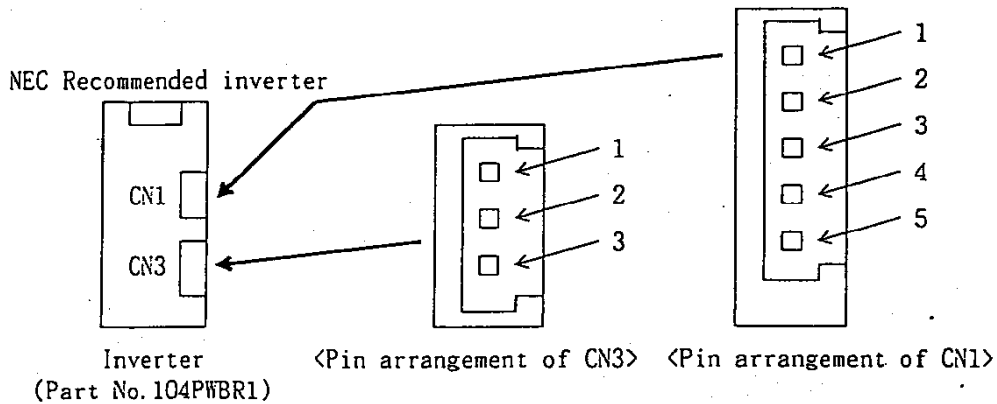 NEC Recommended inverter
CN1
CN3
1
2
3
1
2
3
4
5
Inverter
(Part No. 104PWBR1)
<Pin arrangement of CN3>
<Pin arrangement of CN1>